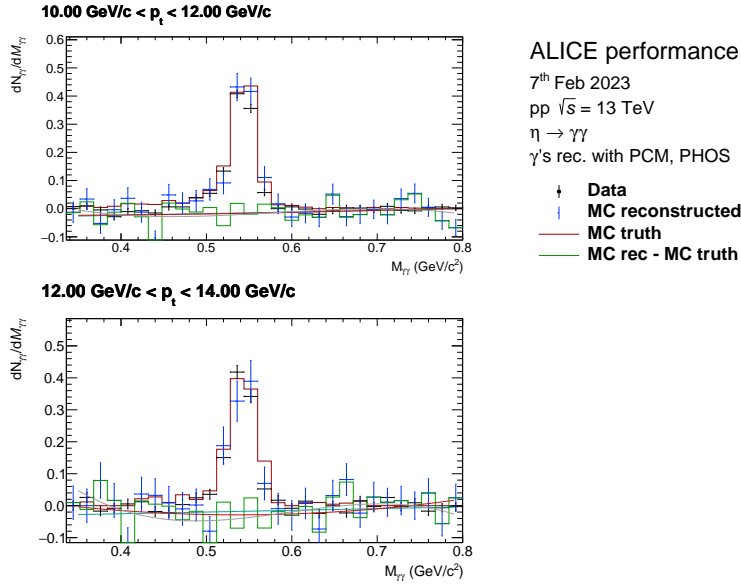 10.00 GeV/c < pₜ < 12.00 GeV/c
dN_γγ/dM_γγ
0.6
0.5
0.4
0.3
0.2
0.1
0.0
−0.1
0.4 0.5 0.6 0.7 0.8
M_γγ (GeV/c²)
12.00 GeV/c < pₜ < 14.00 GeV/c
dN_γγ/dM_γγ
0.5
0.4
0.3
0.2
0.1
0.0
−0.1
0.4 0.5 0.6 0.7 0.8
M_γγ (GeV/c²)
ALICE performance
7th Feb 2023
pp √s = 13 TeV
η → γγ
γ's rec. with PCM, PHOS
Data
MC reconstructed
MC truth
MC rec - MC truth